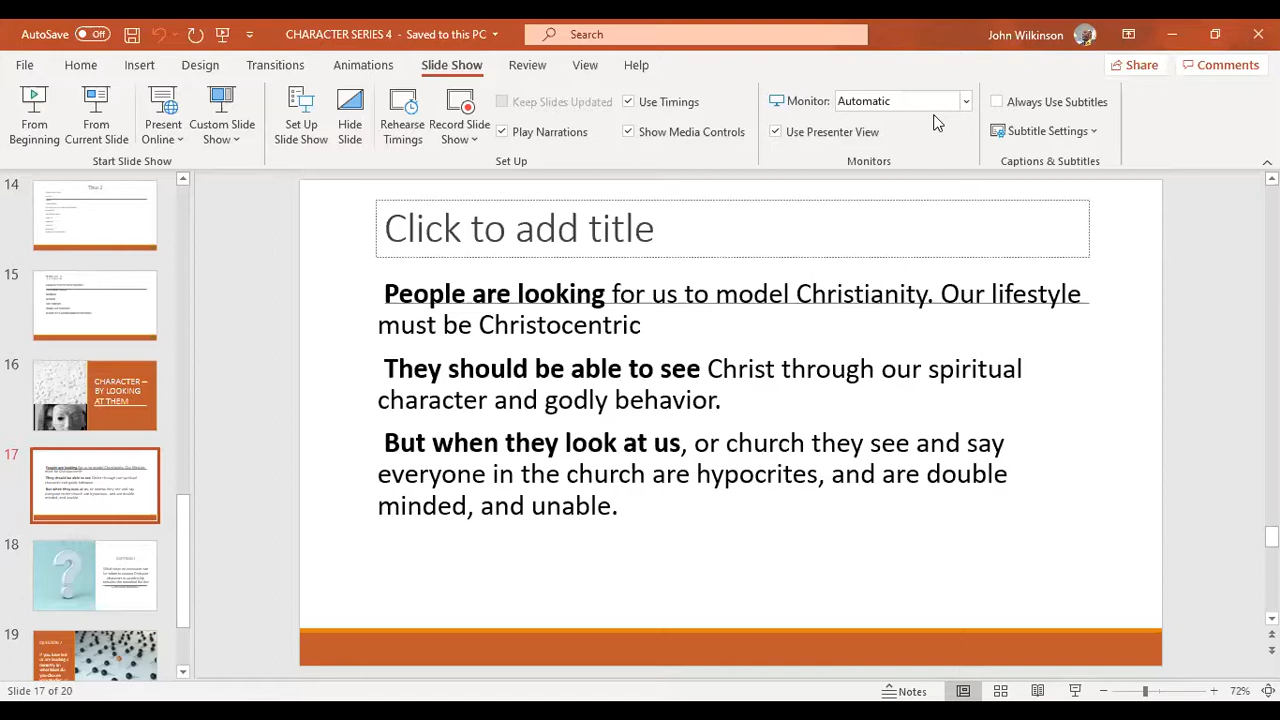 AutoSave Off CHARACTER SERIES 4 - Saved to this PC Search John Wilkinson
File Home Insert Design Transitions Animations Slide Show Review View Help Share Comments
From Beginning
From Current Slide
Present Online
Custom Slide Show
Start Slide Show
Set Up Slide Show
Hide Slide
Rehearse Timings
Record Slide Show
Keep Slides Updated
Play Narrations
Use Timings
Show Media Controls
Set Up
Monitor: Automatic
Use Presenter View
Monitors
Always Use Subtitles
Subtitle Settings
Captions & Subtitles
14
15
16
CHARACTER –
BY LOOKING
AT THEM
17
18
19
Click to add title
People are looking for us to model Christianity. Our lifestyle
must be Christocentric
They should be able to see Christ through our spiritual
character and godly behavior.
But when they look at us, or church they see and say
everyone in the church are hypocrites, and are double
minded, and unable.
Slide 17 of 20 Notes 72%